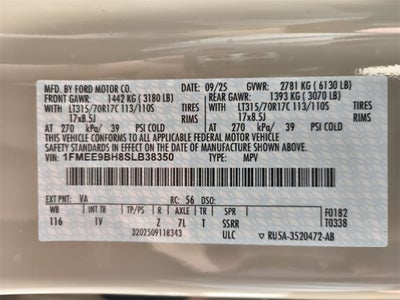 MFD. BY FORD MOTOR CO. 09/25 GVWR: 2781 KG ( 6130 LB)
FRONT GAWR: 1442 KG ( 3180 LB) REAR GAWR: 1393 KG ( 3070 LB)
WITH LT315/70R17C 113/110S TIRES WITH LT315/70R17C 113/110S TIRES
17x8.5J RIMS 17x8.5J RIMS
AT 270 kPa/ 39 PSI COLD AT 270 kPa/ 39 PSI COLD
THIS VEHICLE CONFORMS TO ALL APPLICABLE FEDERAL MOTOR VEHICLE
SAFETY STANDARDS IN EFFECT ON THE DATE OF MANUFACTURE SHOWN ABOVE.
VIN: 1FMEE9BH8SLB38350 TYPE: MPV
EXT PNT: VA RC: 56 DSO:
WB INT TR TP/PS R AXLE TR SPR F0182
116 1V Z 7L T SSRR T0338
3202509118343 ULC ▽ RU5A-3520472-AB